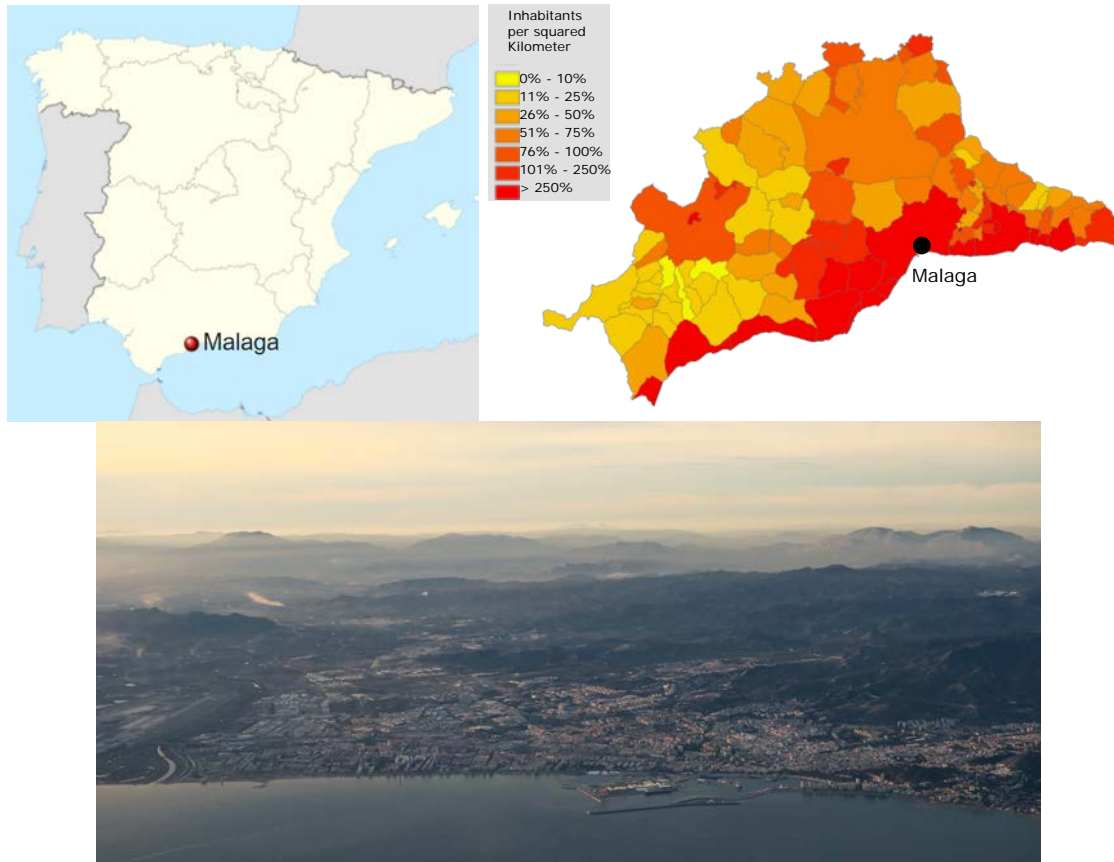 Malaga
Inhabitants
per squared
Kilometer
0% - 10%
11% - 25%
26% - 50%
51% - 75%
76% - 100%
101% - 250%
> 250%
Malaga